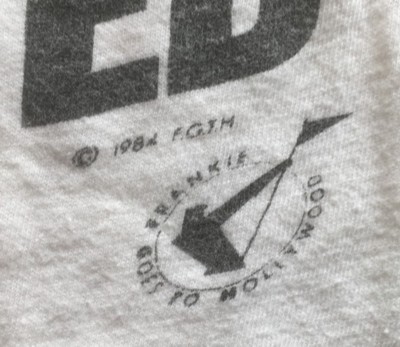 ED
© 1984 F.G.T.H
FRANKIE
GOES TO HOLLYWOOD